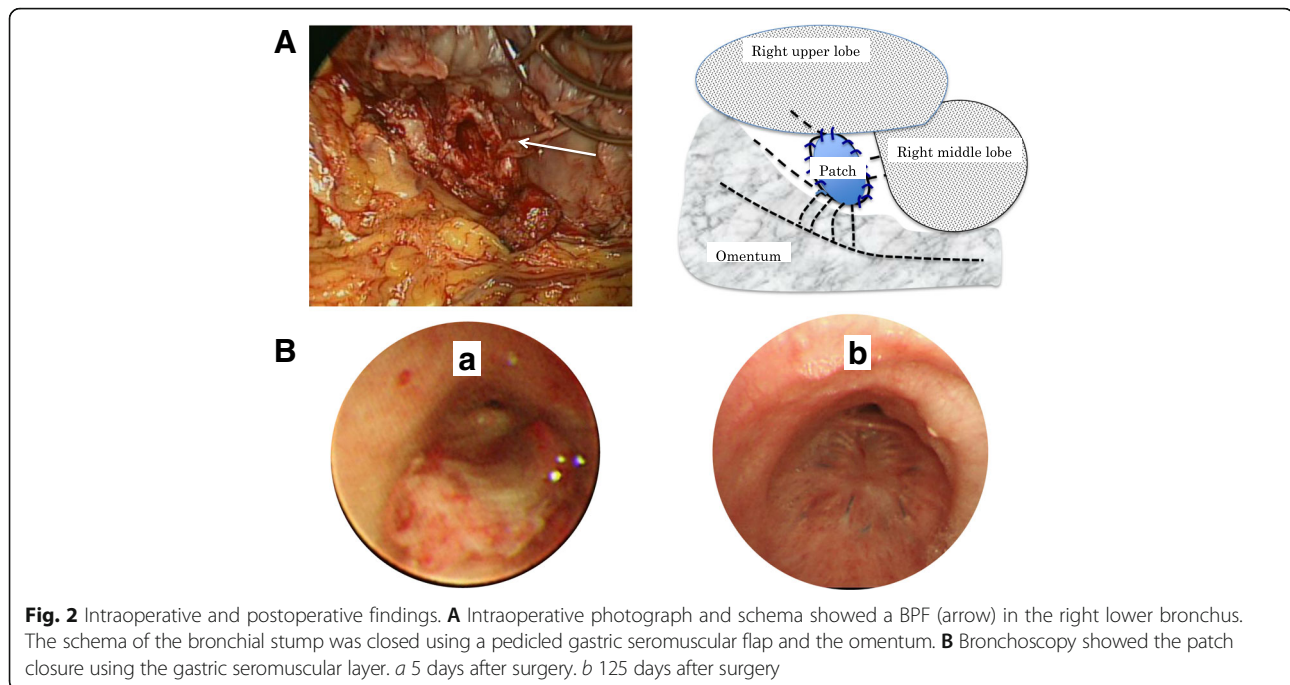 A
Right upper lobe
Right middle lobe
Patch
Omentum
B
a
b
Fig. 2 Intraoperative and postoperative findings. A Intraoperative photograph and schema showed a BPF (arrow) in the right lower bronchus.
The schema of the bronchial stump was closed using a pedicled gastric seromuscular flap and the omentum. B Bronchoscopy showed the patch
closure using the gastric seromuscular layer. a 5 days after surgery. b 125 days after surgery